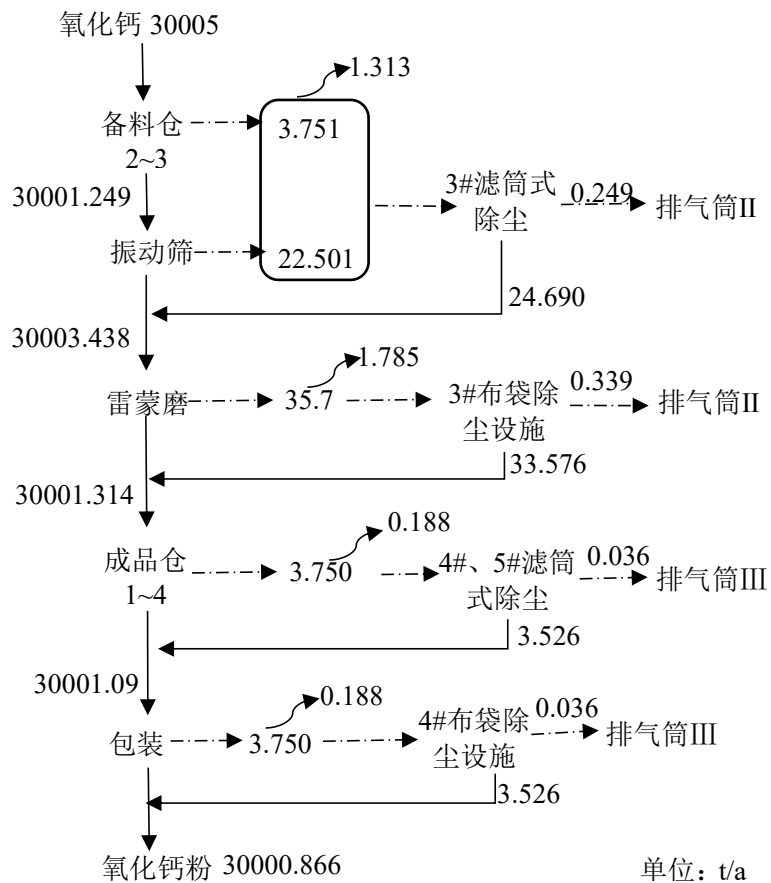 氧化钙 30005
1.313
备料仓
2~3
3.751
30001.249
3#滤筒式
除尘
0.249
排气筒II
振动筛
22.501
24.690
30003.438
1.785
雷蒙磨
35.7
3#布袋除
尘设施
0.339
排气筒II
33.576
30001.314
0.188
成品仓
1~4
3.750
4#、5#滤筒
式除尘
0.036
排气筒Ⅲ
3.526
30001.09
0.188
包装
3.750
4#布袋除
尘设施
0.036
排气筒Ⅲ
3.526
氧化钙粉 30000.866
单位：t/a